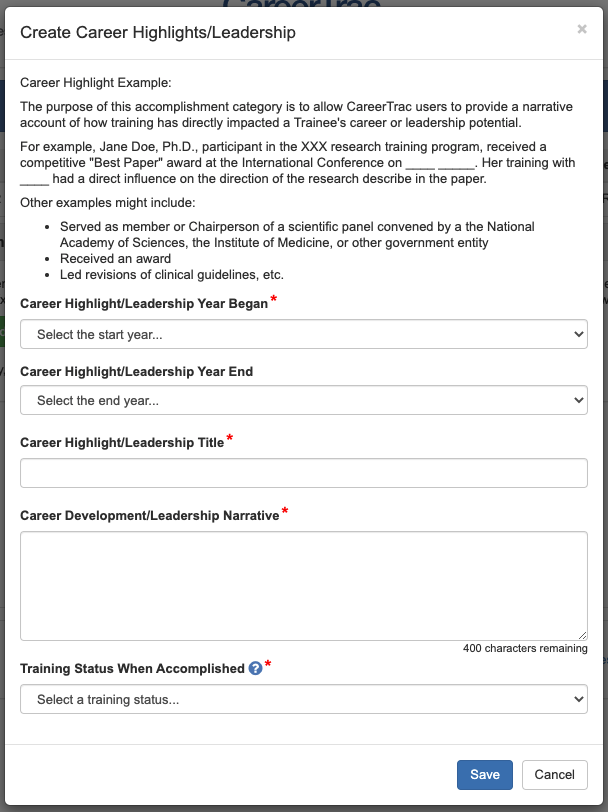 Create Career Highlights/Leadership
×
Career Highlight Example:
The purpose of this accomplishment category is to allow CareerTrac users to provide a narrative
account of how training has directly impacted a Trainee's career or leadership potential.
For example, Jane Doe, Ph.D., participant in the XXX research training program, received a
competitive "Best Paper" award at the International Conference on ____ _____. Her training with
____ had a direct influence on the direction of the research describe in the paper.
Other examples might include:
• Served as member or Chairperson of a scientific panel convened by a the National
Academy of Sciences, the Institute of Medicine, or other government entity
• Received an award
• Led revisions of clinical guidelines, etc.
Career Highlight/Leadership Year Began*
Select the start year...
Career Highlight/Leadership Year End
Select the end year...
Career Highlight/Leadership Title*
Career Development/Leadership Narrative*
400 characters remaining
Training Status When Accomplished ?*
Select a training status...
Save
Cancel